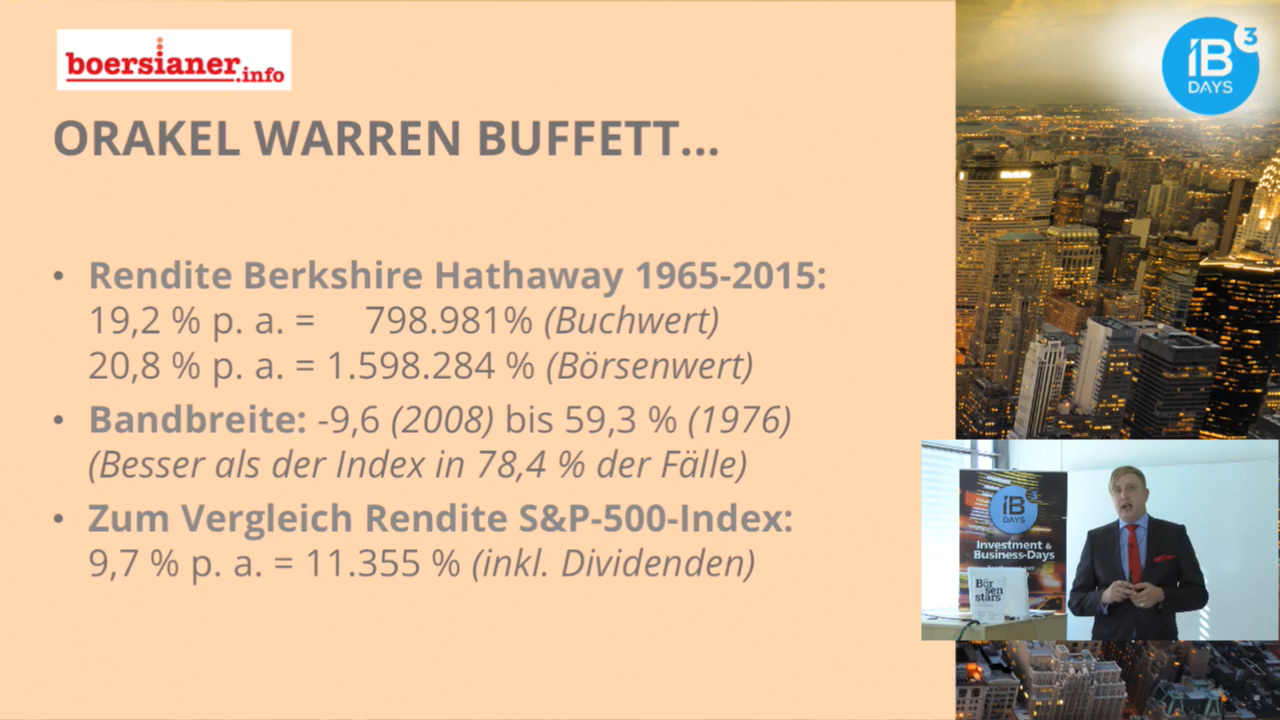 boersianer.info
ORAKEL WARREN BUFFETT...
• Rendite Berkshire Hathaway 1965-2015:
19,2 % p. a. = 798.981% (Buchwert)
20,8 % p. a. = 1.598.284 % (Börsenwert)
• Bandbreite: -9,6 (2008) bis 59,3 % (1976)
(Besser als der Index in 78,4 % der Fälle)
• Zum Vergleich Rendite S&P-500-Index:
9,7 % p. a. = 11.355 % (inkl. Dividenden)
iB3
DAYS
iB3
DAYS
Investment &
Business-Days
Bör
sen
stars